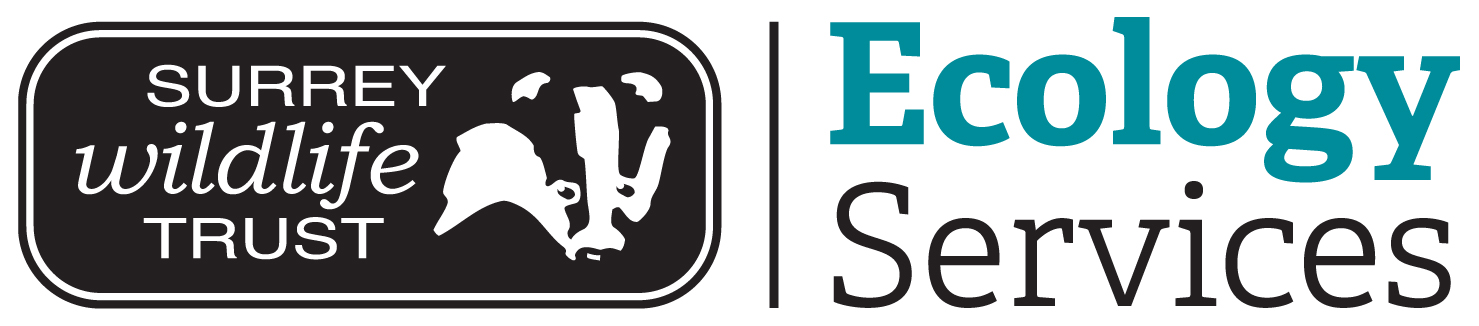 SURREY
wildlife
TRUST
Ecology
Services